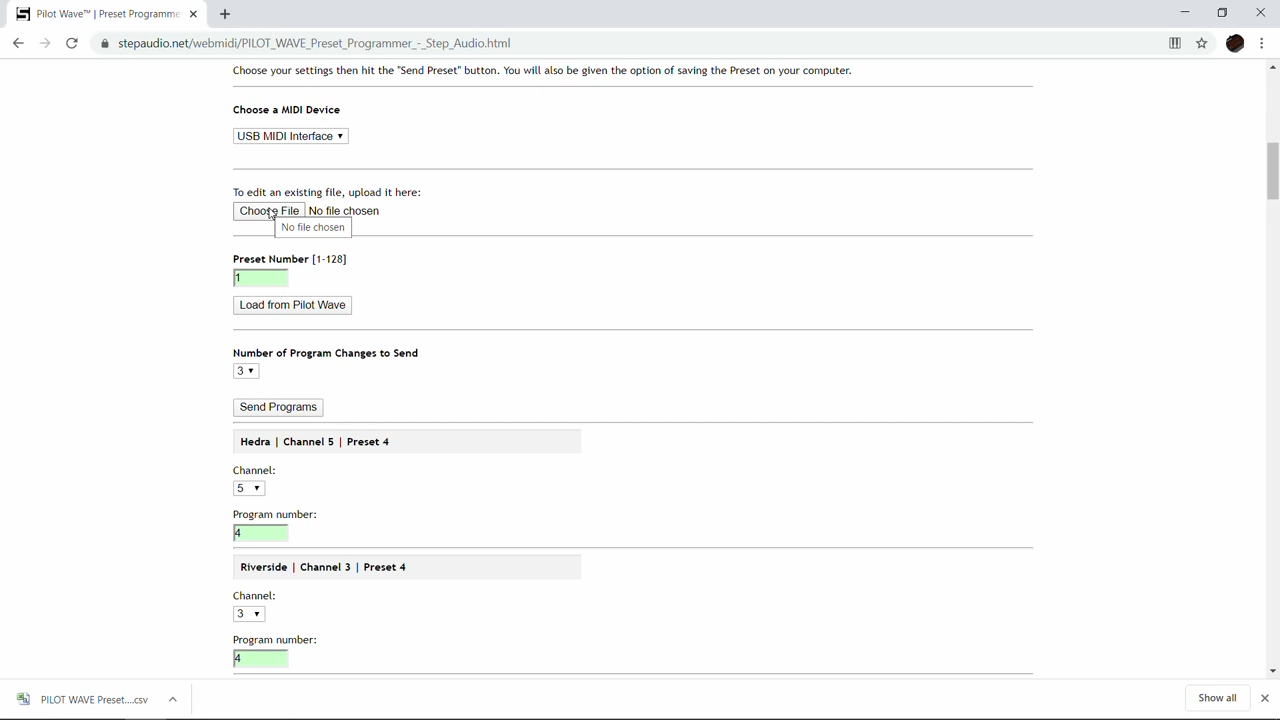 Pilot Wave™ | Preset Programme
stepaudio.net/webmidi/PILOT_WAVE_Preset_Programmer_-_Step_Audio.html
Choose your settings then hit the "Send Preset" button. You will also be given the option of saving the Preset on your computer.
Choose a MIDI Device
USB MIDI Interface
To edit an existing file, upload it here:
Choose File No file chosen
No file chosen
Preset Number [1-128]
1
Load from Pilot Wave
Number of Program Changes to Send
3
Send Programs
Hedra | Channel 5 | Preset 4
Channel:
5
Program number:
4
Riverside | Channel 3 | Preset 4
Channel:
3
Program number:
4
PILOT WAVE Preset....csv
Show all